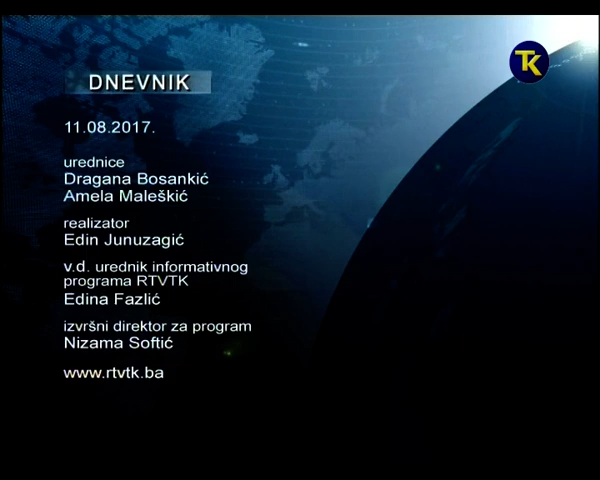 TK
DNEVNIK
11.08.2017.
urednice
Dragana Bosankić
Amela Maleškić
realizator
Edin Junuzagić
v.d. urednik informativnog
programa RTVTK
Edina Fazlić
izvršni direktor za program
Nizama Softić
www.rtvtk.ba